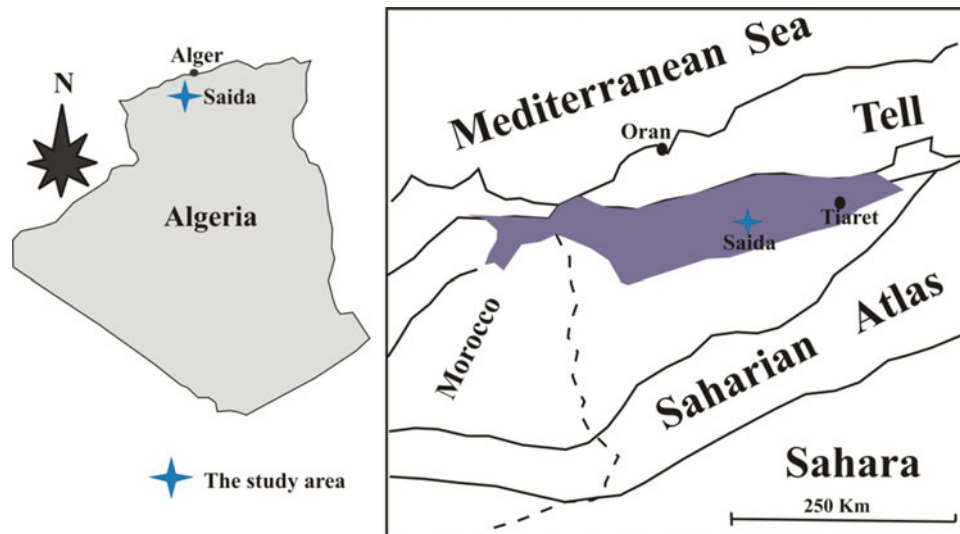 Alger
N
Saida
Algeria
The study area
Mediterranean Sea
Oran
Tell
Tiaret
Saida
Morocco
Saharian Atlas
Sahara
250 Km